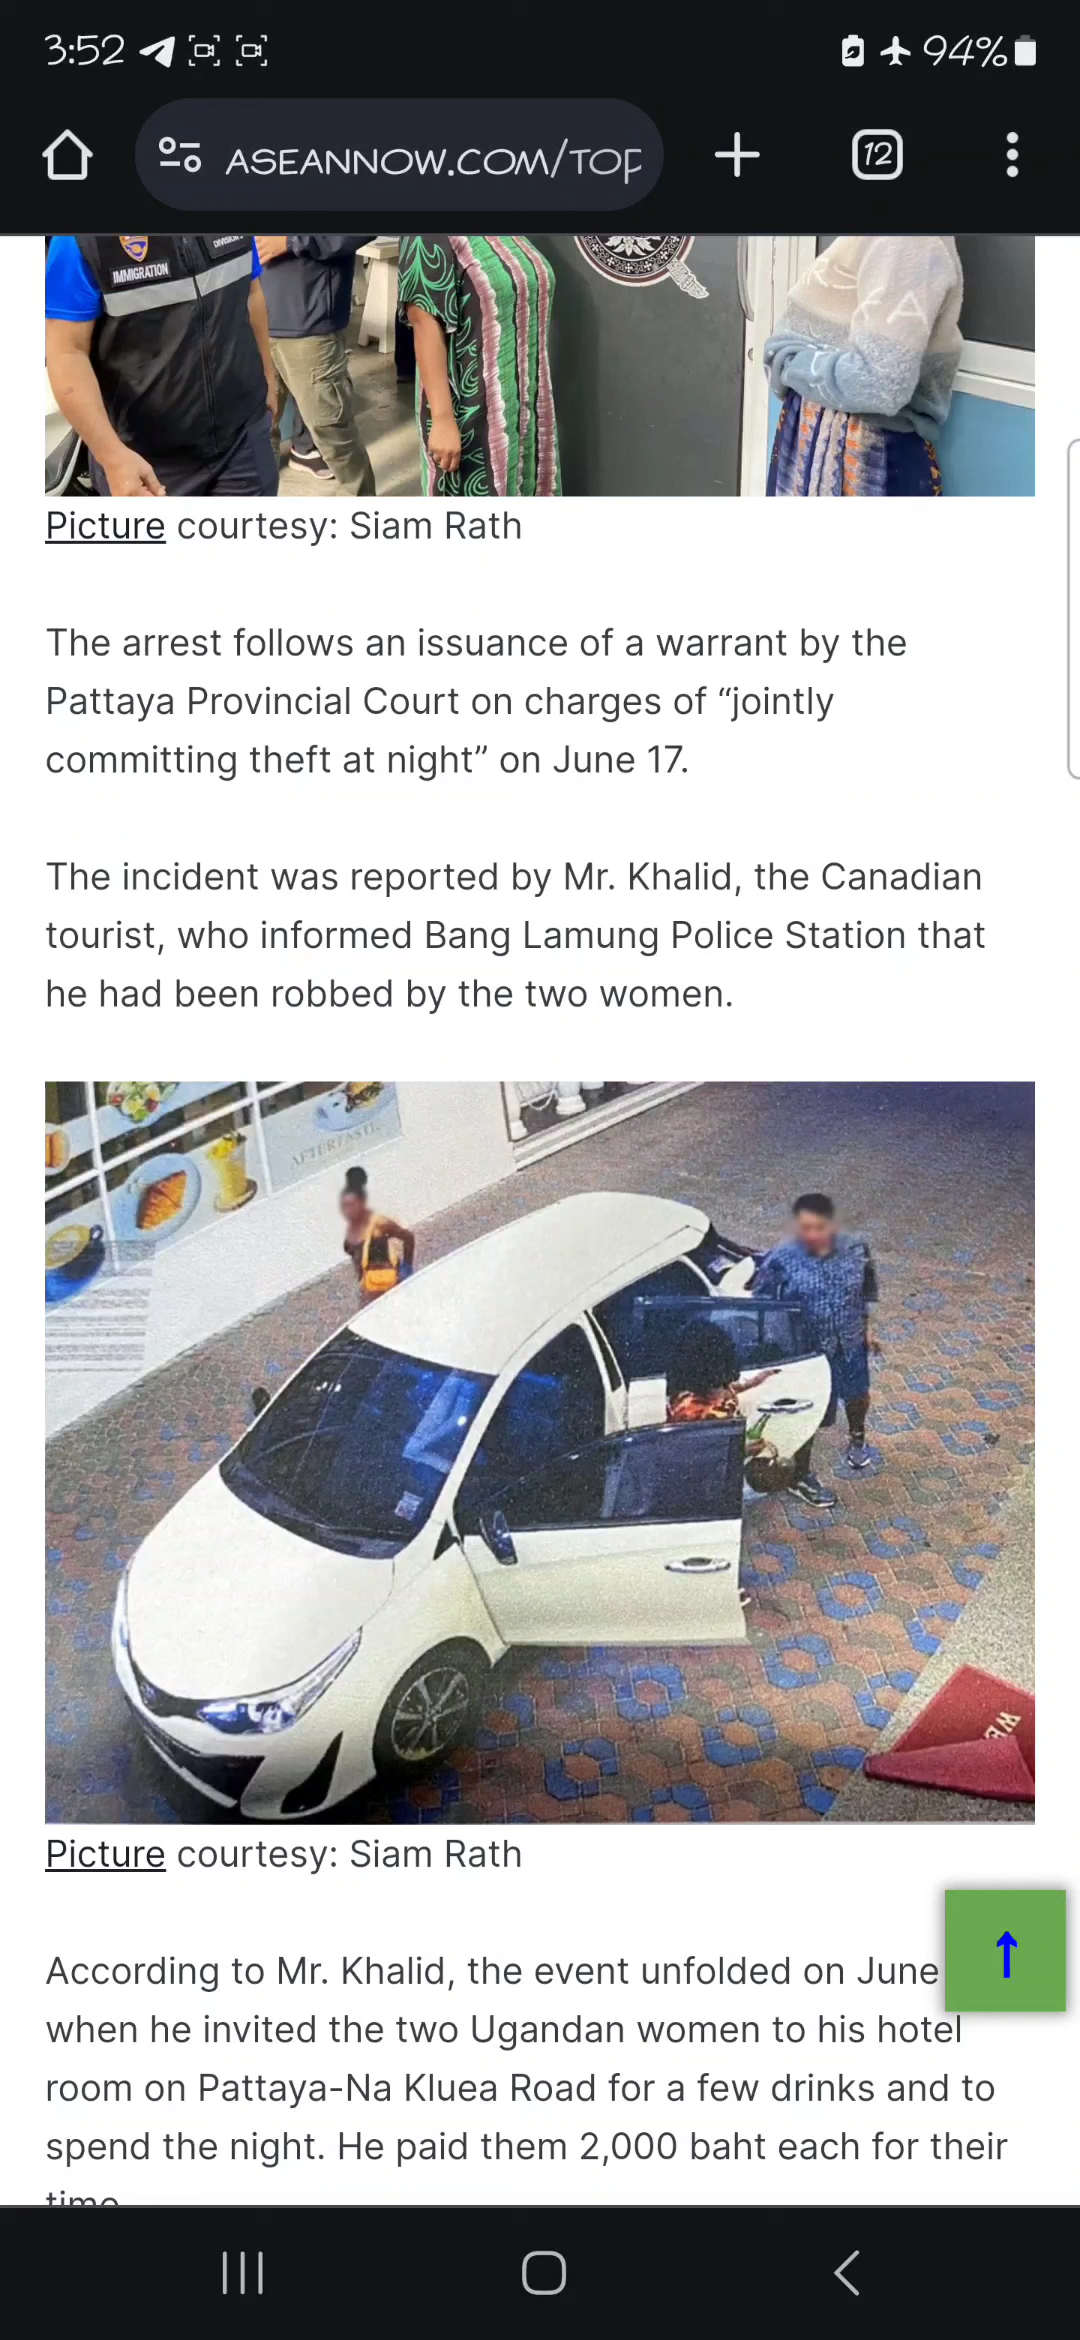 3:52
94%
ASEANNOW.COM/TOP
12
IMMIGRATION
DIVISION
A
Picture courtesy: Siam Rath
The arrest follows an issuance of a warrant by the
Pattaya Provincial Court on charges of “jointly
committing theft at night” on June 17.
The incident was reported by Mr. Khalid, the Canadian
tourist, who informed Bang Lamung Police Station that
he had been robbed by the two women.
AFTERTASTE
WE
Picture courtesy: Siam Rath
According to Mr. Khalid, the event unfolded on June
when he invited the two Ugandan women to his hotel
room on Pattaya-Na Kluea Road for a few drinks and to
spend the night. He paid them 2,000 baht each for their
time